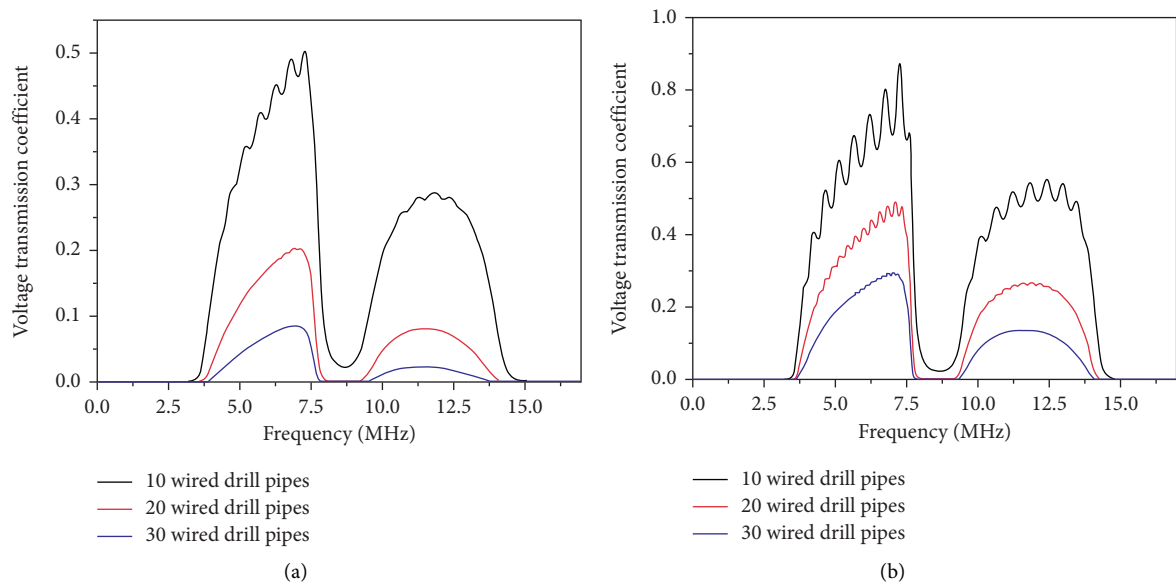 Voltage transmission coefficient
0.5
0.4
0.3
0.2
0.1
0.0
0.0 2.5 5.0 7.5 10.0 12.5 15.0
Frequency (MHz)
10 wired drill pipes
20 wired drill pipes
30 wired drill pipes
(a)
Voltage transmission coefficient
1.0
0.8
0.6
0.4
0.2
0.0
0.0 2.5 5.0 7.5 10.0 12.5 15.0
Frequency (MHz)
10 wired drill pipes
20 wired drill pipes
30 wired drill pipes
(b)